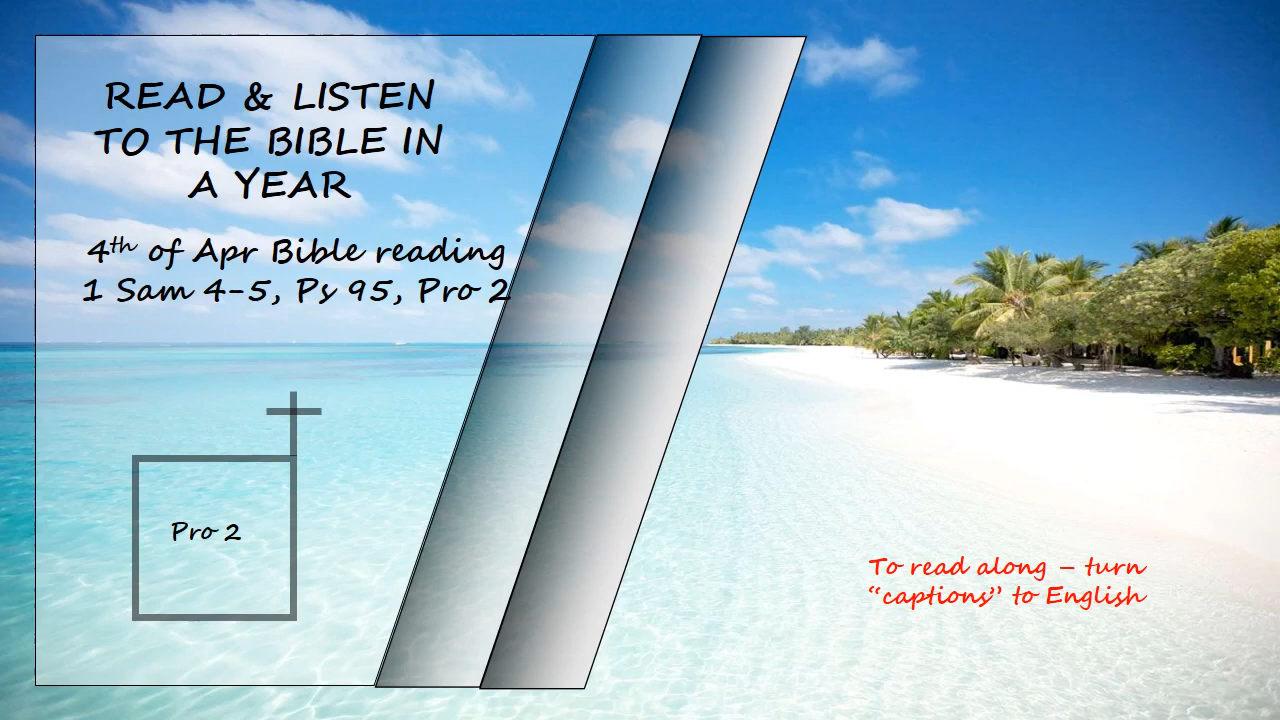 READ & LISTEN
TO THE BIBLE IN
A YEAR
4th of Apr Bible reading
1 Sam 4-5, Ps 95, Pro 2
Pro 2
To read along – turn
“captions” to English